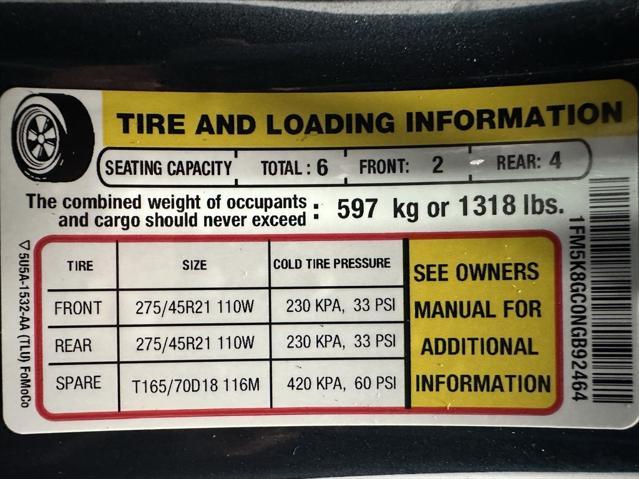 TIRE AND LOADING INFORMATION
SEATING CAPACITY TOTAL : 6 FRONT: 2 REAR: 4
The combined weight of occupants
and cargo should never exceed : 597 kg or 1318 lbs.
TIRE SIZE COLD TIRE PRESSURE
FRONT 275/45R21 110W 230 KPA, 33 PSI
REAR 275/45R21 110W 230 KPA, 33 PSI
SPARE T165/70D18 116M 420 KPA, 60 PSI
SEE OWNERS
MANUAL FOR
ADDITIONAL
INFORMATION
▽ 5U5A-1532-AA (TLU) FoMoCo
1FM5K8GC0NGB92464